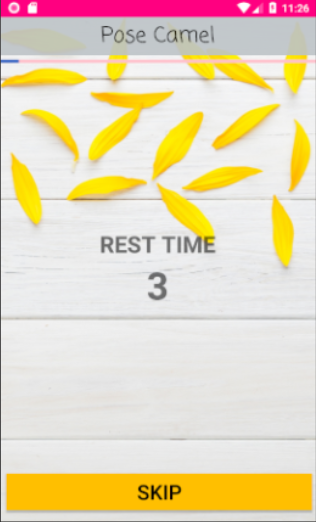 11:26
Pose Camel
REST TIME
3
SKIP